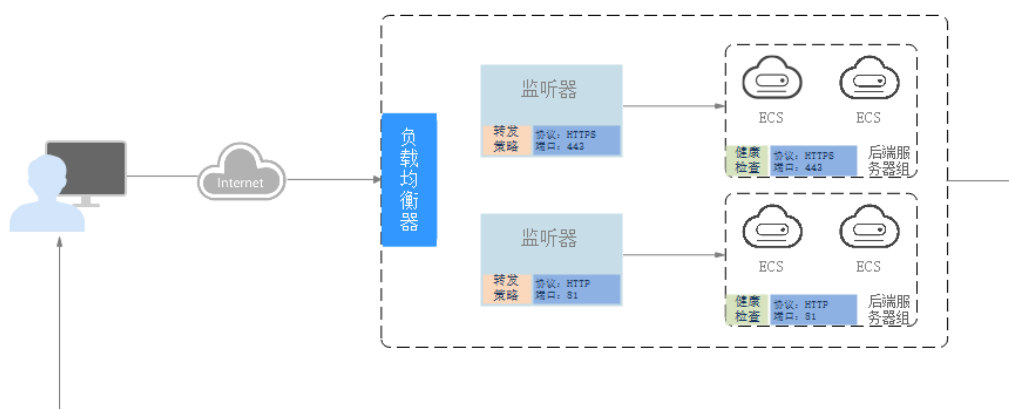 Internet
负
载
均
衡
器
监听器
转发
策略
协议: HTTPS
端口: 443
ECS
ECS
健康
检查
协议: HTTPS
端口: 443
后端服
务器组
监听器
转发
策略
协议: HTTP
端口: 81
ECS
ECS
健康
检查
协议: HTTP
端口: 81
后端服
务器组